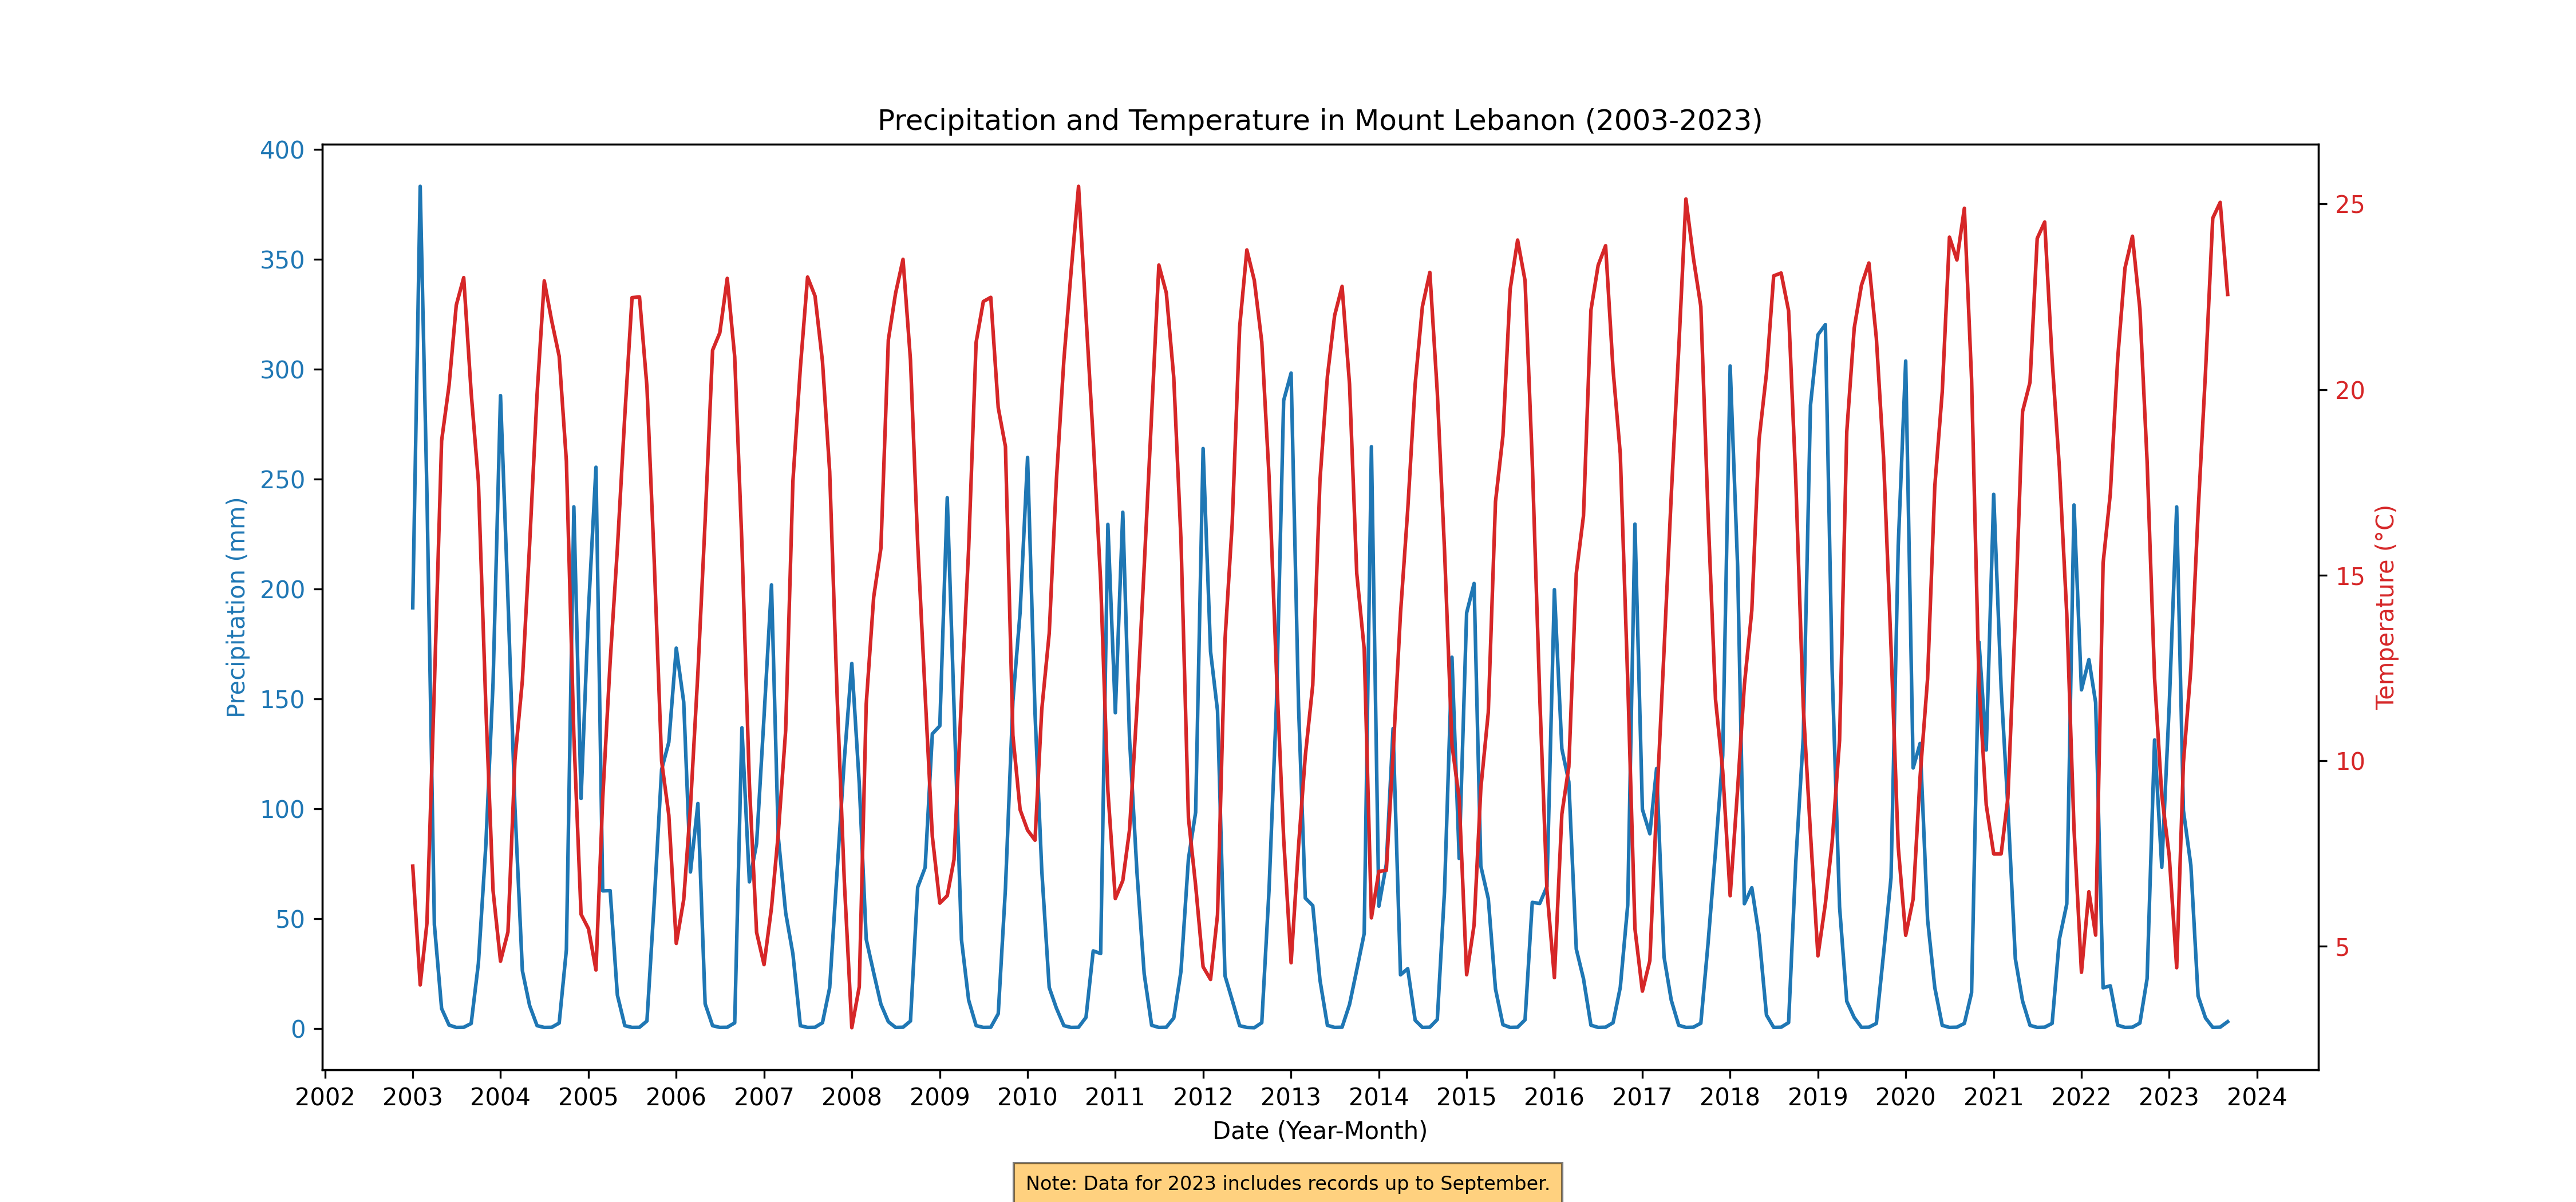 Precipitation and Temperature in Mount Lebanon (2003-2023)
400
350
300
250
200
150
100
50
0
Precipitation (mm)
25
20
15
10
5
Temperature (°C)
2002 2003 2004 2005 2006 2007 2008 2009 2010 2011 2012 2013 2014 2015 2016 2017 2018 2019 2020 2021 2022 2023 2024
Date (Year-Month)
Note: Data for 2023 includes records up to September.